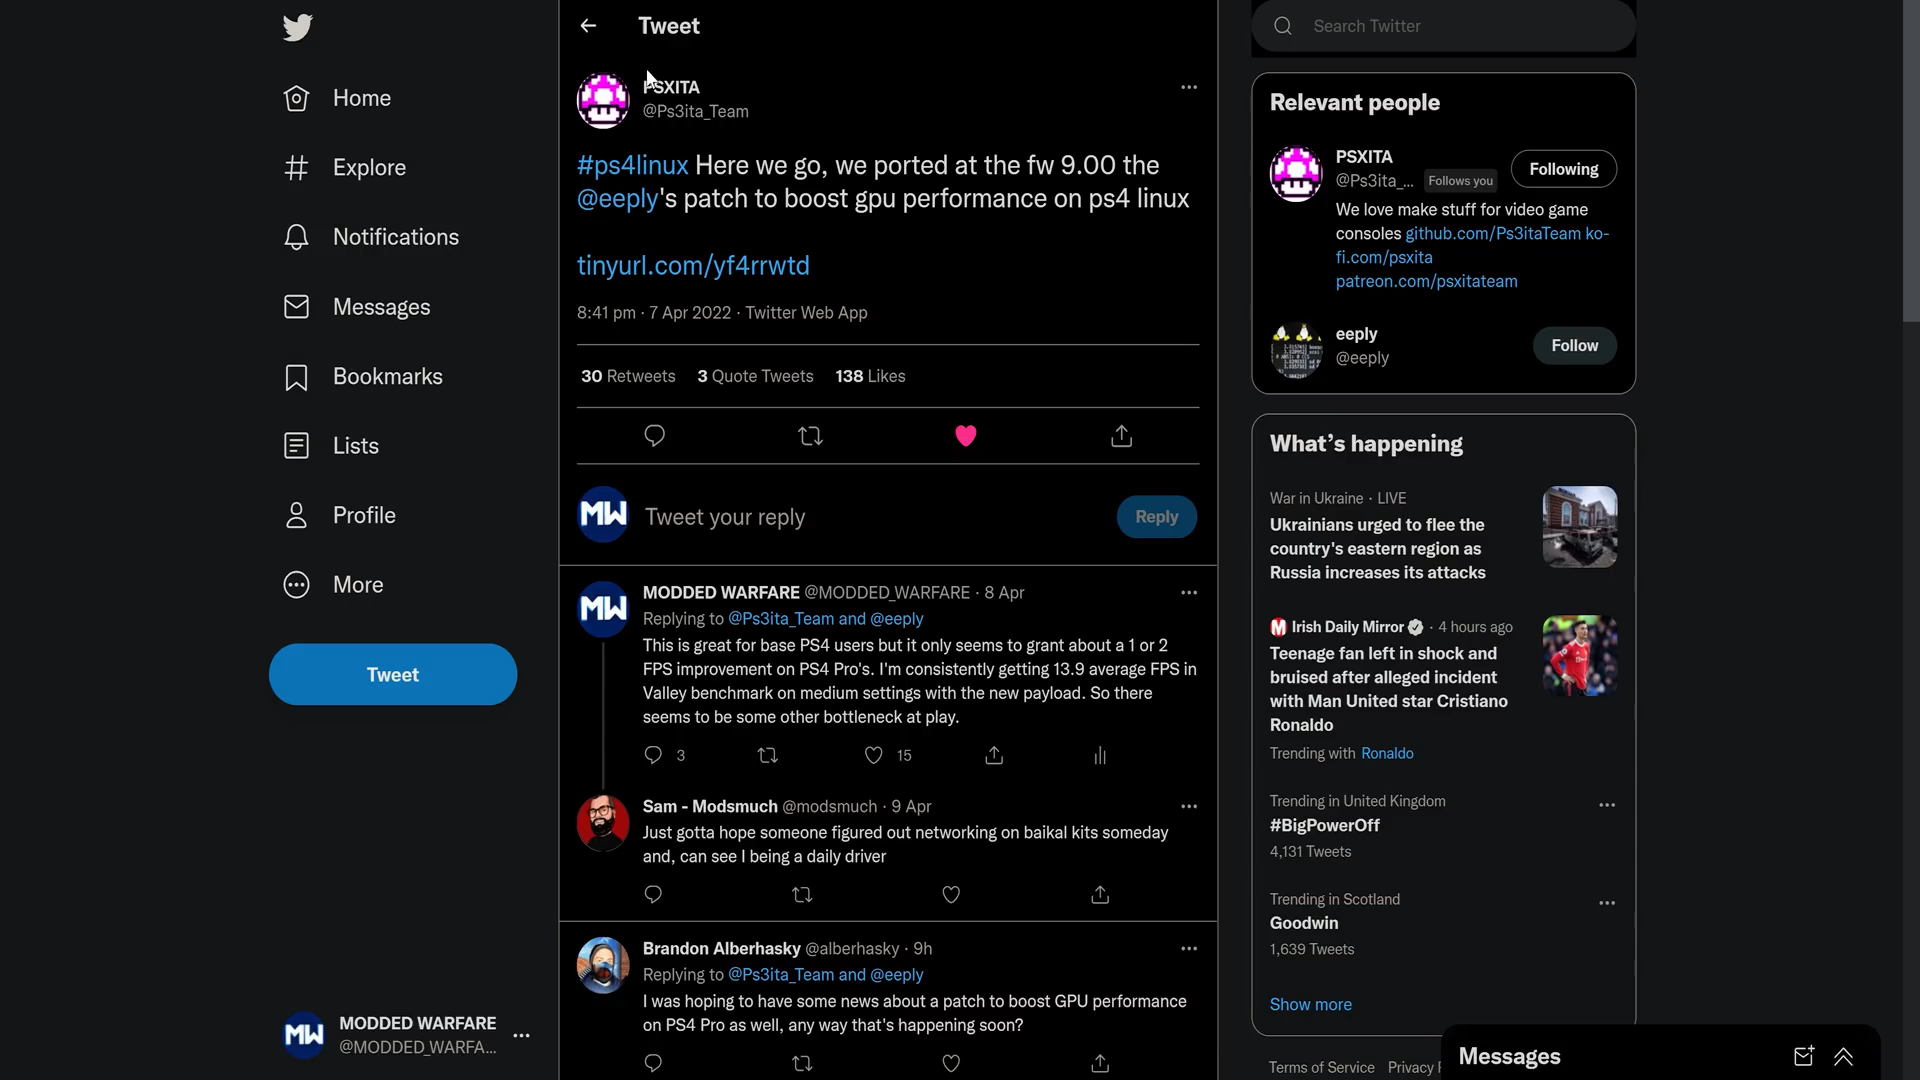 Home
Explore
Notifications
Messages
Bookmarks
Lists
Profile
More
Tweet
MW
MODDED WARFARE
@MODDED_WARFA...
Tweet
PSXITA
@Ps3ita_Team
#ps4linux Here we go, we ported at the fw 9.00 the
@eeply's patch to boost gpu performance on ps4 linux
tinyurl.com/yf4rrwtd
8:41 pm · 7 Apr 2022 · Twitter Web App
30 Retweets 3 Quote Tweets 138 Likes
MW
Tweet your reply
Reply
MW
MODDED WARFARE @MODDED_WARFARE · 8 Apr
Replying to @Ps3ita_Team and @eeply
This is great for base PS4 users but it only seems to grant about a 1 or 2
FPS improvement on PS4 Pro's. I'm consistently getting 13.9 average FPS in
Valley benchmark on medium settings with the new payload. So there
seems to be some other bottleneck at play.
3 15
Sam - Modsmuch @modsmuch · 9 Apr
Just gotta hope someone figured out networking on baikal kits someday
and, can see I being a daily driver
Brandon Alberhasky @alberhasky · 9h
Replying to @Ps3ita_Team and @eeply
I was hoping to have some news about a patch to boost GPU performance
on PS4 Pro as well, any way that's happening soon?
Search Twitter
Relevant people
PSXITA
@Ps3ita_... Follows you
Following
We love make stuff for video game
consoles github.com/Ps3itaTeam ko-
fi.com/psxita
patreon.com/psxitateam
eeply
@eeply
Follow
What's happening
War in Ukraine · LIVE
Ukrainians urged to flee the
country's eastern region as
Russia increases its attacks
Irish Daily Mirror · 4 hours ago
Teenage fan left in shock and
bruised after alleged incident
with Man United star Cristiano
Ronaldo
Trending with Ronaldo
Trending in United Kingdom
#BigPowerOff
4,131 Tweets
Trending in Scotland
Goodwin
1,639 Tweets
Show more
Terms of Service Privacy
Messages